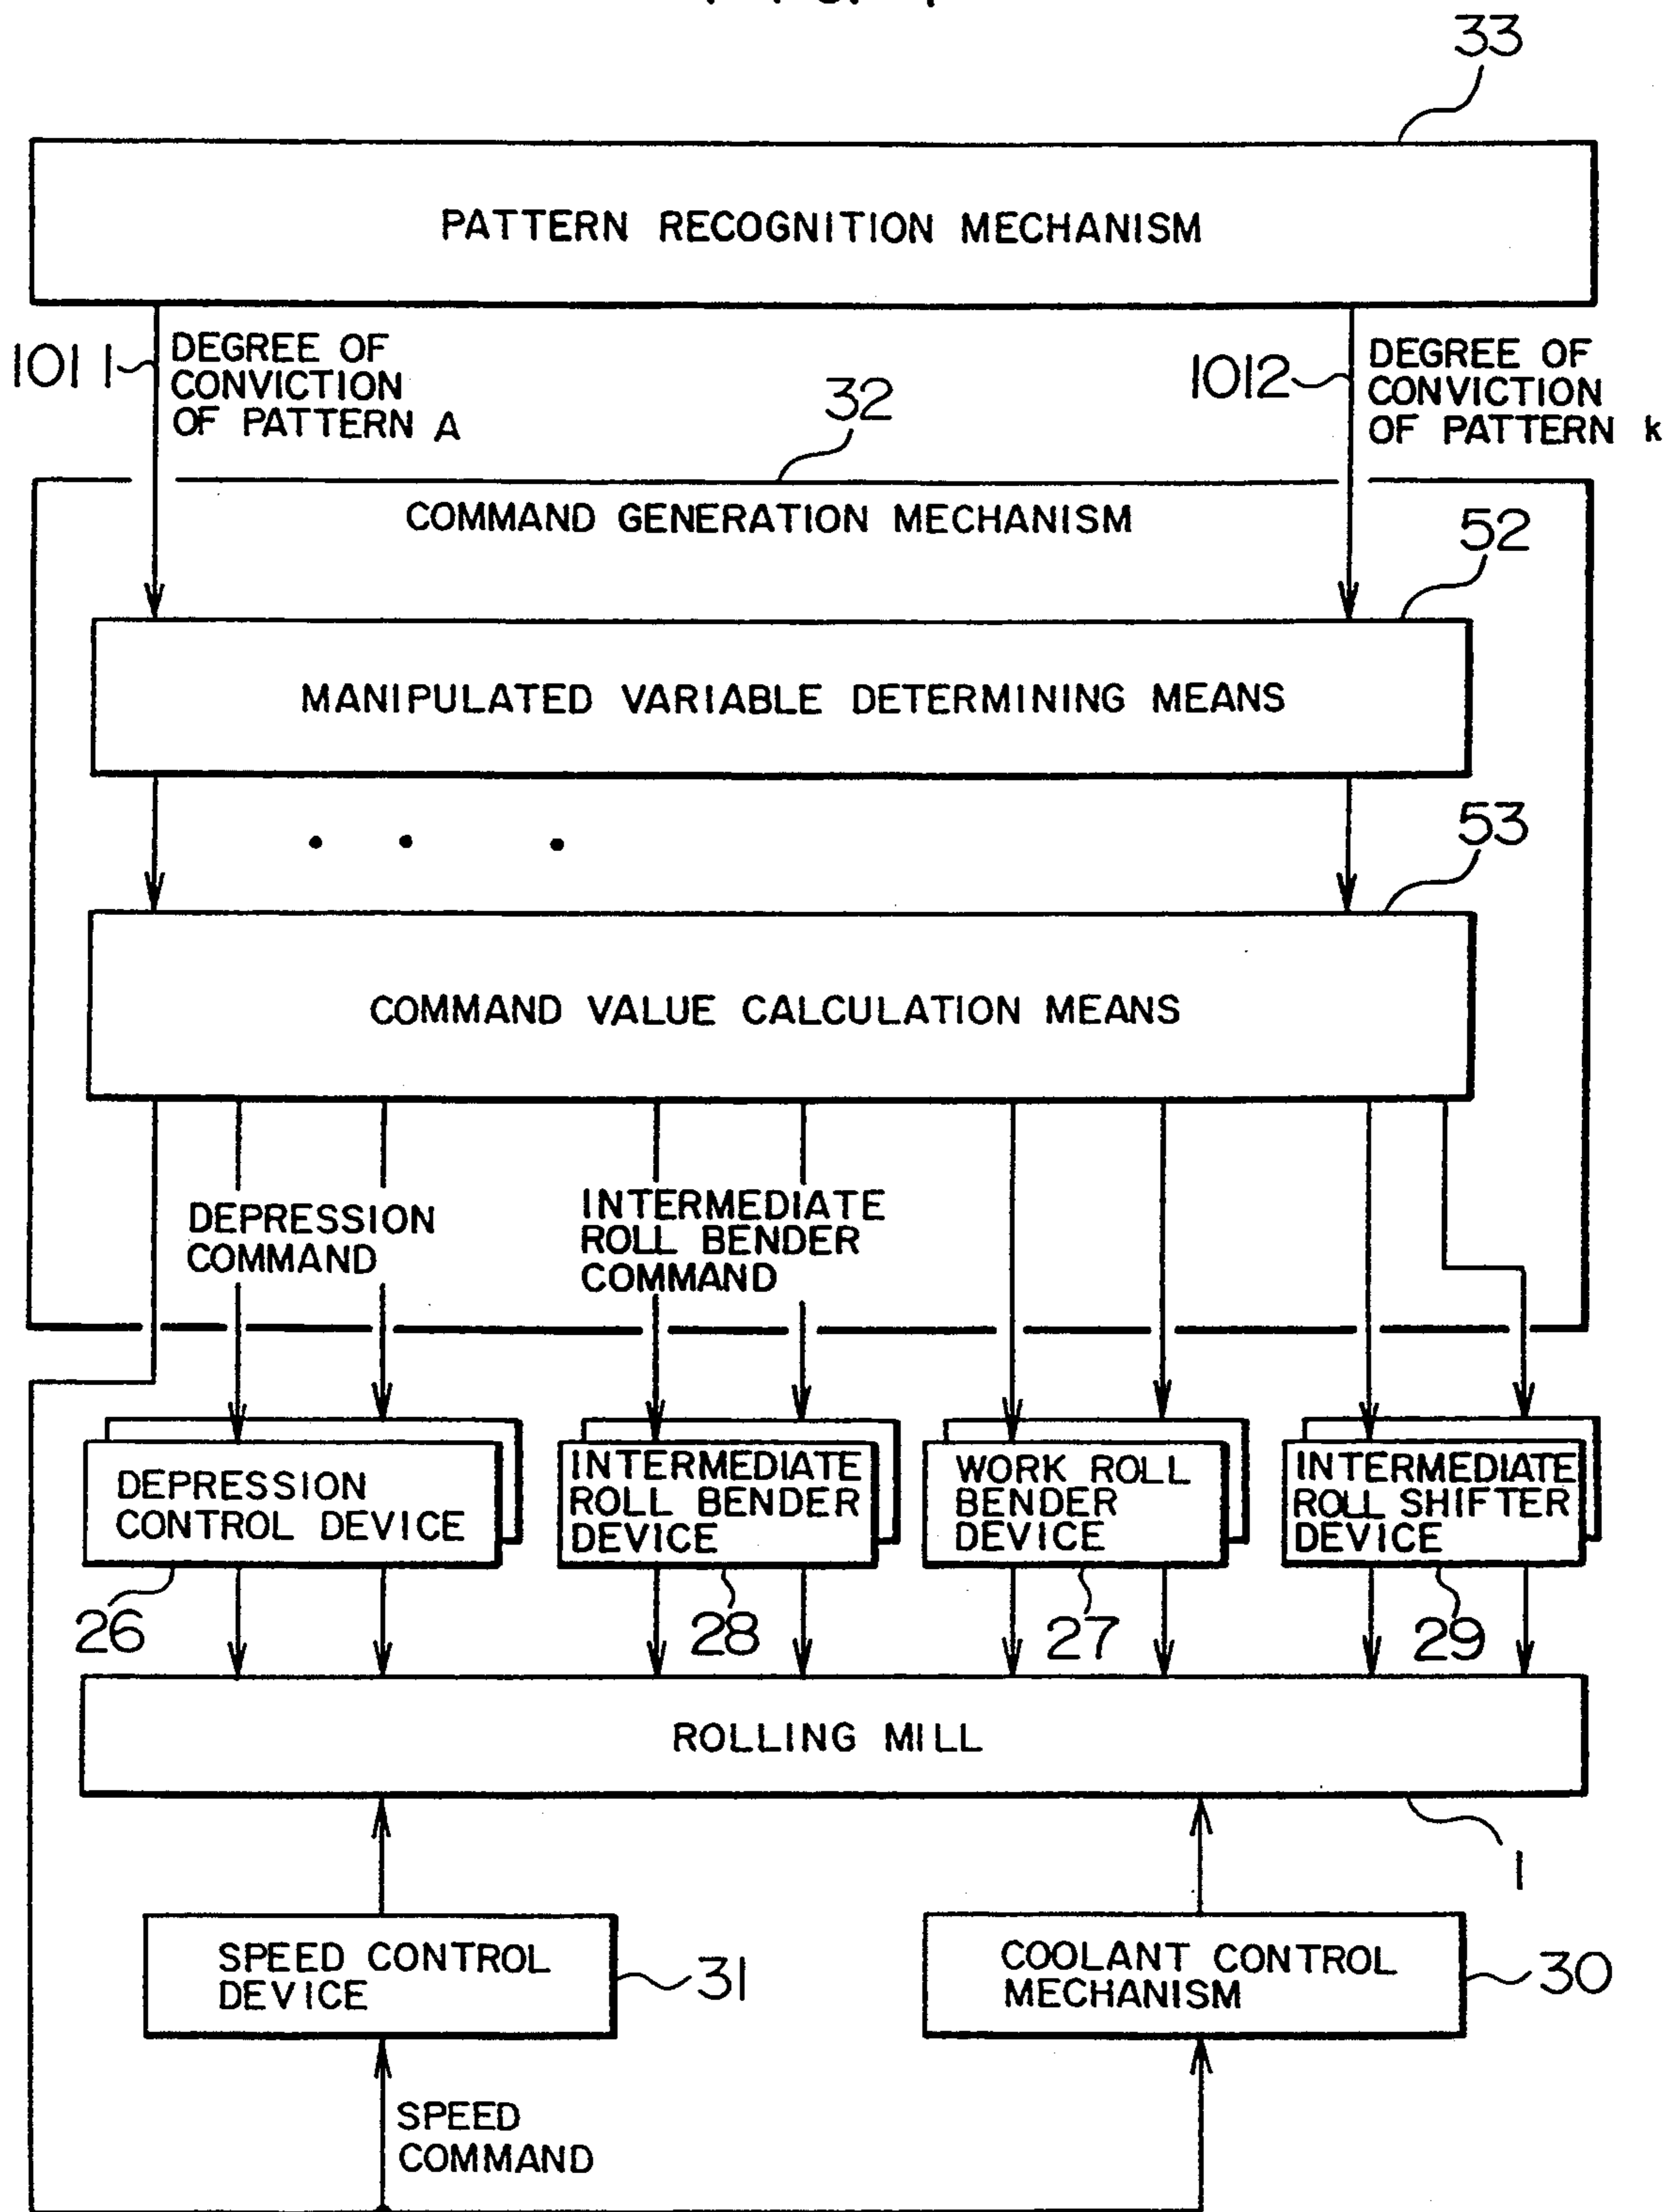 33
PATTERN RECOGNITION MECHANISM
1011
DEGREE OF
CONVICTION
OF PATTERN A
1012
DEGREE OF
CONVICTION
OF PATTERN k
32
COMMAND GENERATION MECHANISM
52
MANIPULATED VARIABLE DETERMINING MEANS
53
COMMAND VALUE CALCULATION MEANS
DEPRESSION
COMMAND
INTERMEDIATE
ROLL BENDER
COMMAND
DEPRESSION
CONTROL DEVICE
INTERMEDIATE
ROLL BENDER
DEVICE
WORK ROLL
BENDER
DEVICE
INTERMEDIATE
ROLL SHIFTER
DEVICE
26
28
27
29
ROLLING MILL
1
SPEED CONTROL
DEVICE
31
COOLANT CONTROL
MECHANISM
30
SPEED
COMMAND